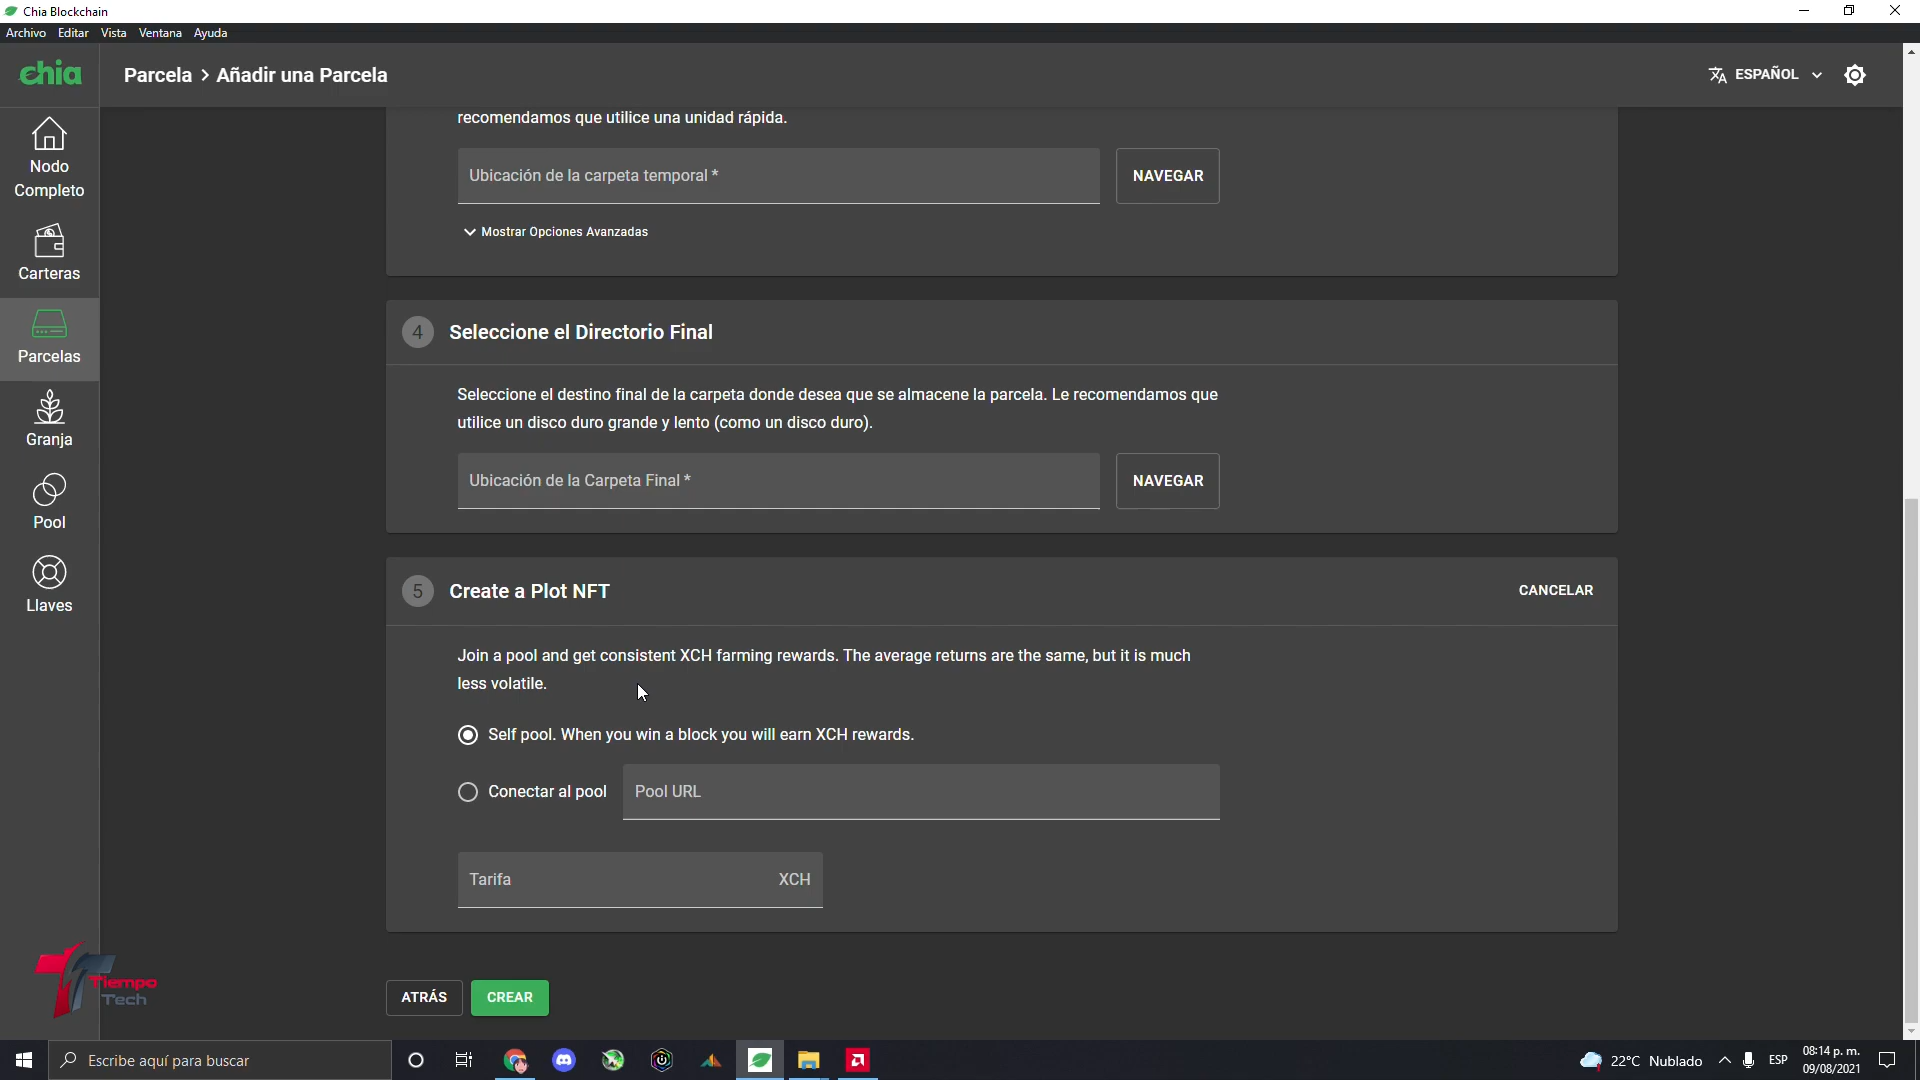 Chia Blockchain
Archivo Editar Vista Ventana Ayuda
chia
Parcela > Añadir una Parcela
ESPAÑOL
Nodo
Completo
Carteras
Parcelas
Granja
Pool
Llaves
recomendamos que utilice una unidad rápida.
Ubicación de la carpeta temporal *
NAVEGAR
Mostrar Opciones Avanzadas
4 Seleccione el Directorio Final
Seleccione el destino final de la carpeta donde desea que se almacene la parcela. Le recomendamos que
utilice un disco duro grande y lento (como un disco duro).
Ubicación de la Carpeta Final *
NAVEGAR
5 Create a Plot NFT
CANCELAR
Join a pool and get consistent XCH farming rewards. The average returns are the same, but it is much
less volatile.
Self pool. When you win a block you will earn XCH rewards.
Conectar al pool
Pool URL
Tarifa XCH
ATRÁS
CREAR
Tiempo
Tech
Escribe aquí para buscar
22°C Nublado
ESP
08:14 p. m.
09/08/2021